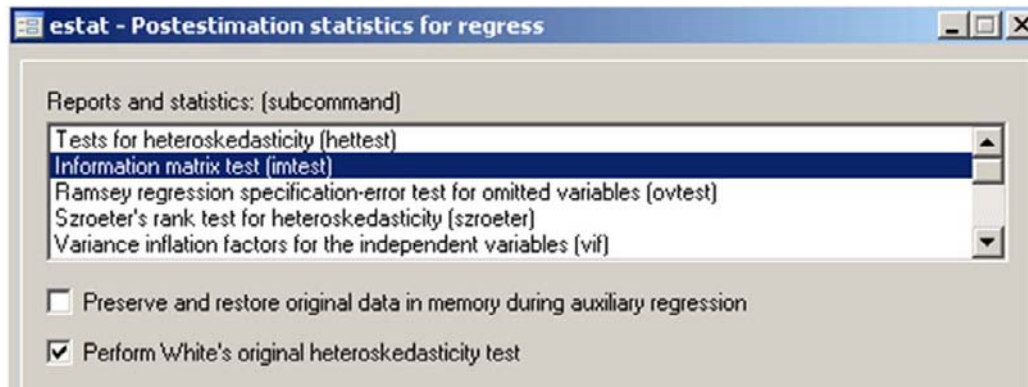 estat - Postestimation statistics for regress
Reports and statistics: (subcommand)
Tests for heteroskedasticity (hettest)
Information matrix test (imtest)
Ramsey regression specification-error test for omitted variables (ovtest)
Szroeter's rank test for heteroskedasticity (szroeter)
Variance inflation factors for the independent variables (vif)
Preserve and restore original data in memory during auxiliary regression
Perform White's original heteroskedasticity test